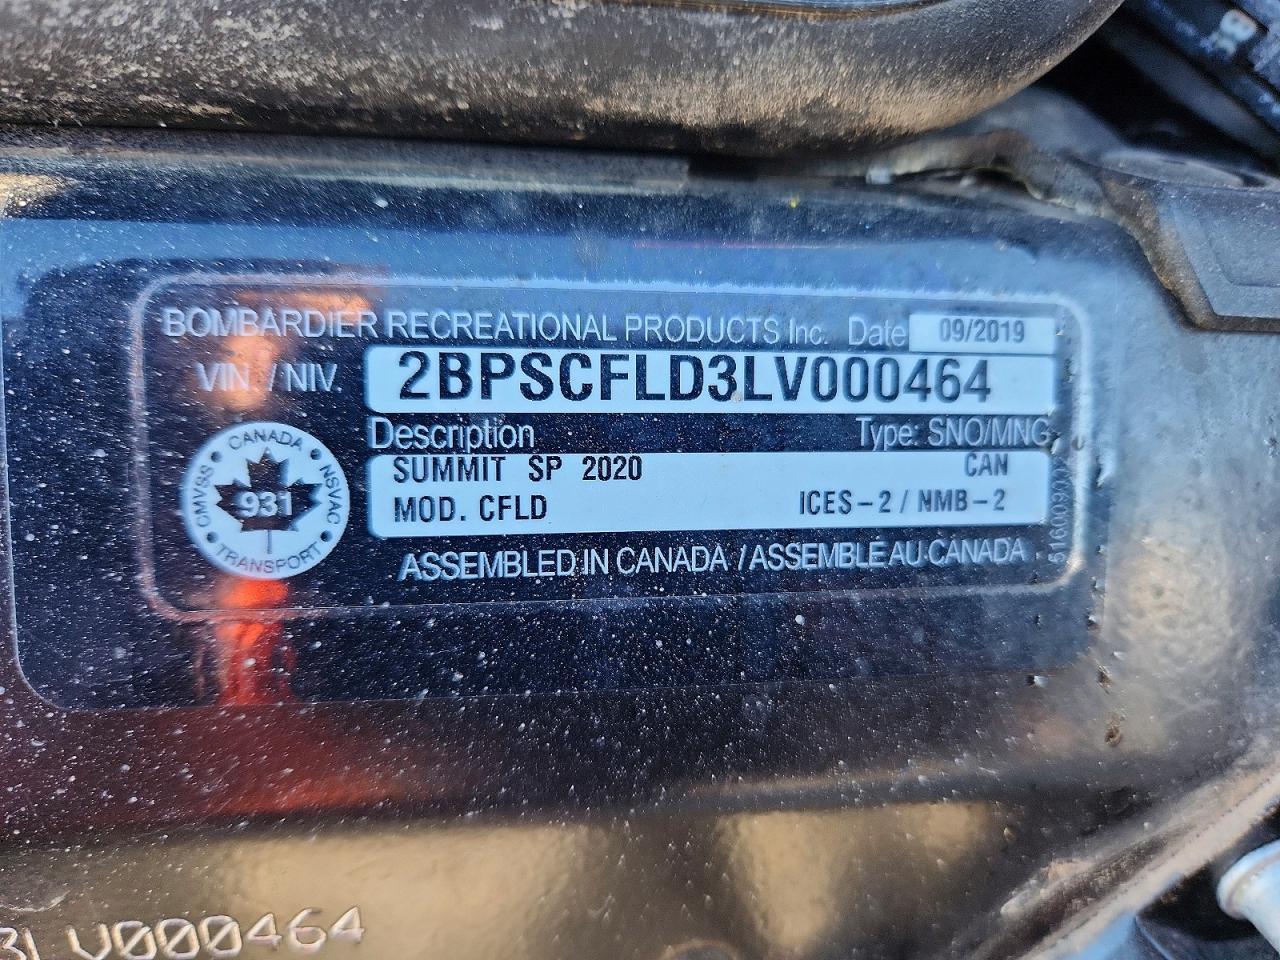 BOMBARDIER RECREATIONAL PRODUCTS Inc. Date 09/2019
VIN. / NIV. 2BPSCFLD3LV000464
Description Type: SNO/MNG
SUMMIT SP 2020 CAN
MOD. CFLD ICES-2 / NMB-2
ASSEMBLED IN CANADA / ASSEMBLÉ AU CANADA
CANADA
CMVSS 931 NSVAC
TRANSPORT
3LV000464